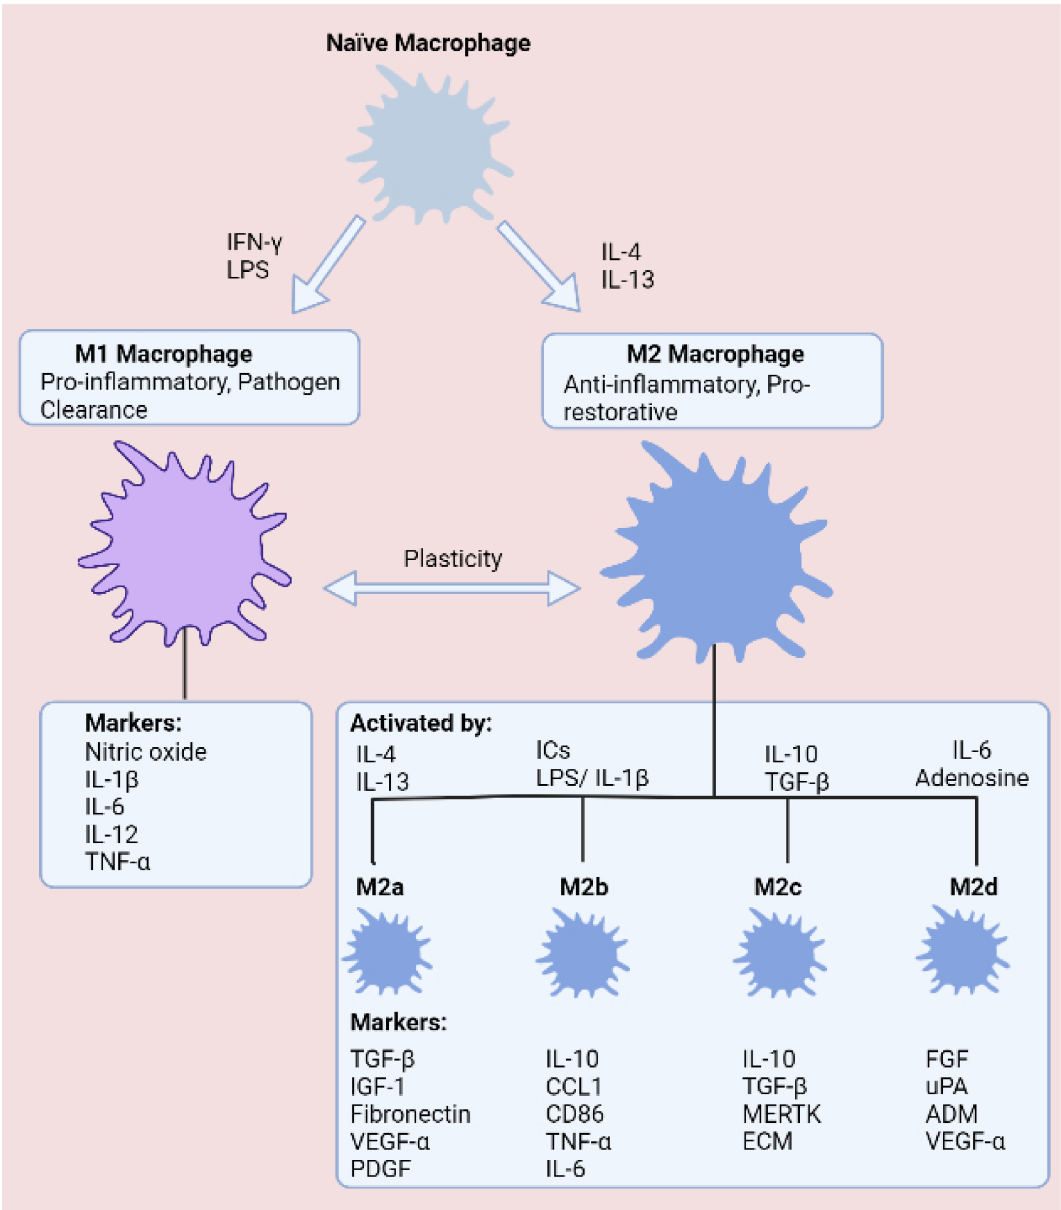 Naïve Macrophage
IFN-γ
LPS
IL-4
IL-13
M1 Macrophage
Pro-inflammatory, Pathogen
Clearance
M2 Macrophage
Anti-inflammatory, Pro-
restorative
Plasticity
Markers:
Nitric oxide
IL-1β
IL-6
IL-12
TNF-α
Activated by:
IL-4
IL-13
ICs
LPS/ IL-1β
IL-10
TGF-β
IL-6
Adenosine
M2a
M2b
M2c
M2d
Markers:
TGF-β
IGF-1
Fibronectin
VEGF-α
PDGF
IL-10
CCL1
CD86
TNF-α
IL-6
IL-10
TGF-β
MERTK
ECM
FGF
uPA
ADM
VEGF-α